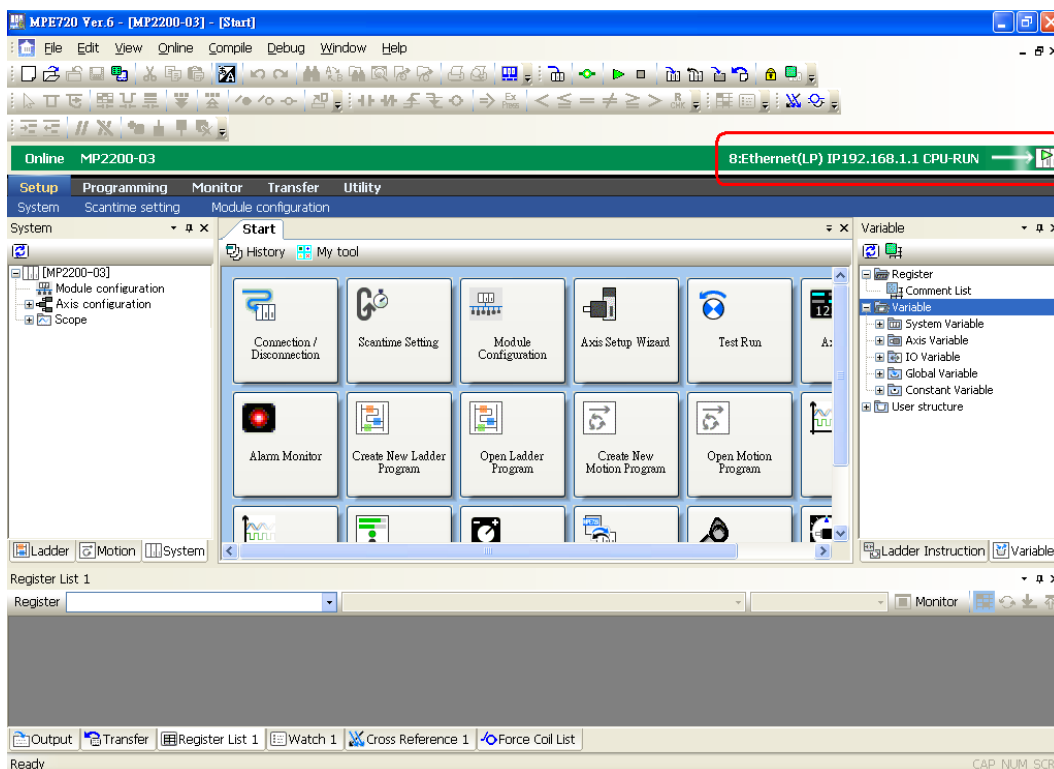 MPE720 Ver.6 - [MP2200-03] - [Start]
File Edit View Online Compile Debug Window Help
Online MP2200-03 8:Ethernet(LP) IP192.168.1.1 CPU-RUN
Setup Programming Monitor Transfer Utility
System Scantime setting Module configuration
System
Start
Variable
History My tool
[MP2200-03]
Module configuration
Axis configuration
Scope
Connection /
Disconnection
Scantime Setting
Module
Configuration
Axis Setup Wizard
Test Run
Alarm Monitor
Create New Ladder
Program
Open Ladder
Program
Create New
Motion Program
Open Motion
Program
Register
Comment List
Variable
System Variable
Axis Variable
IO Variable
Global Variable
Constant Variable
User structure
Ladder Motion System
Ladder Instruction Variable
Register List 1
Register Monitor
Output Transfer Register List 1 Watch 1 Cross Reference 1 Force Coil List
Ready CAP NUM SCR